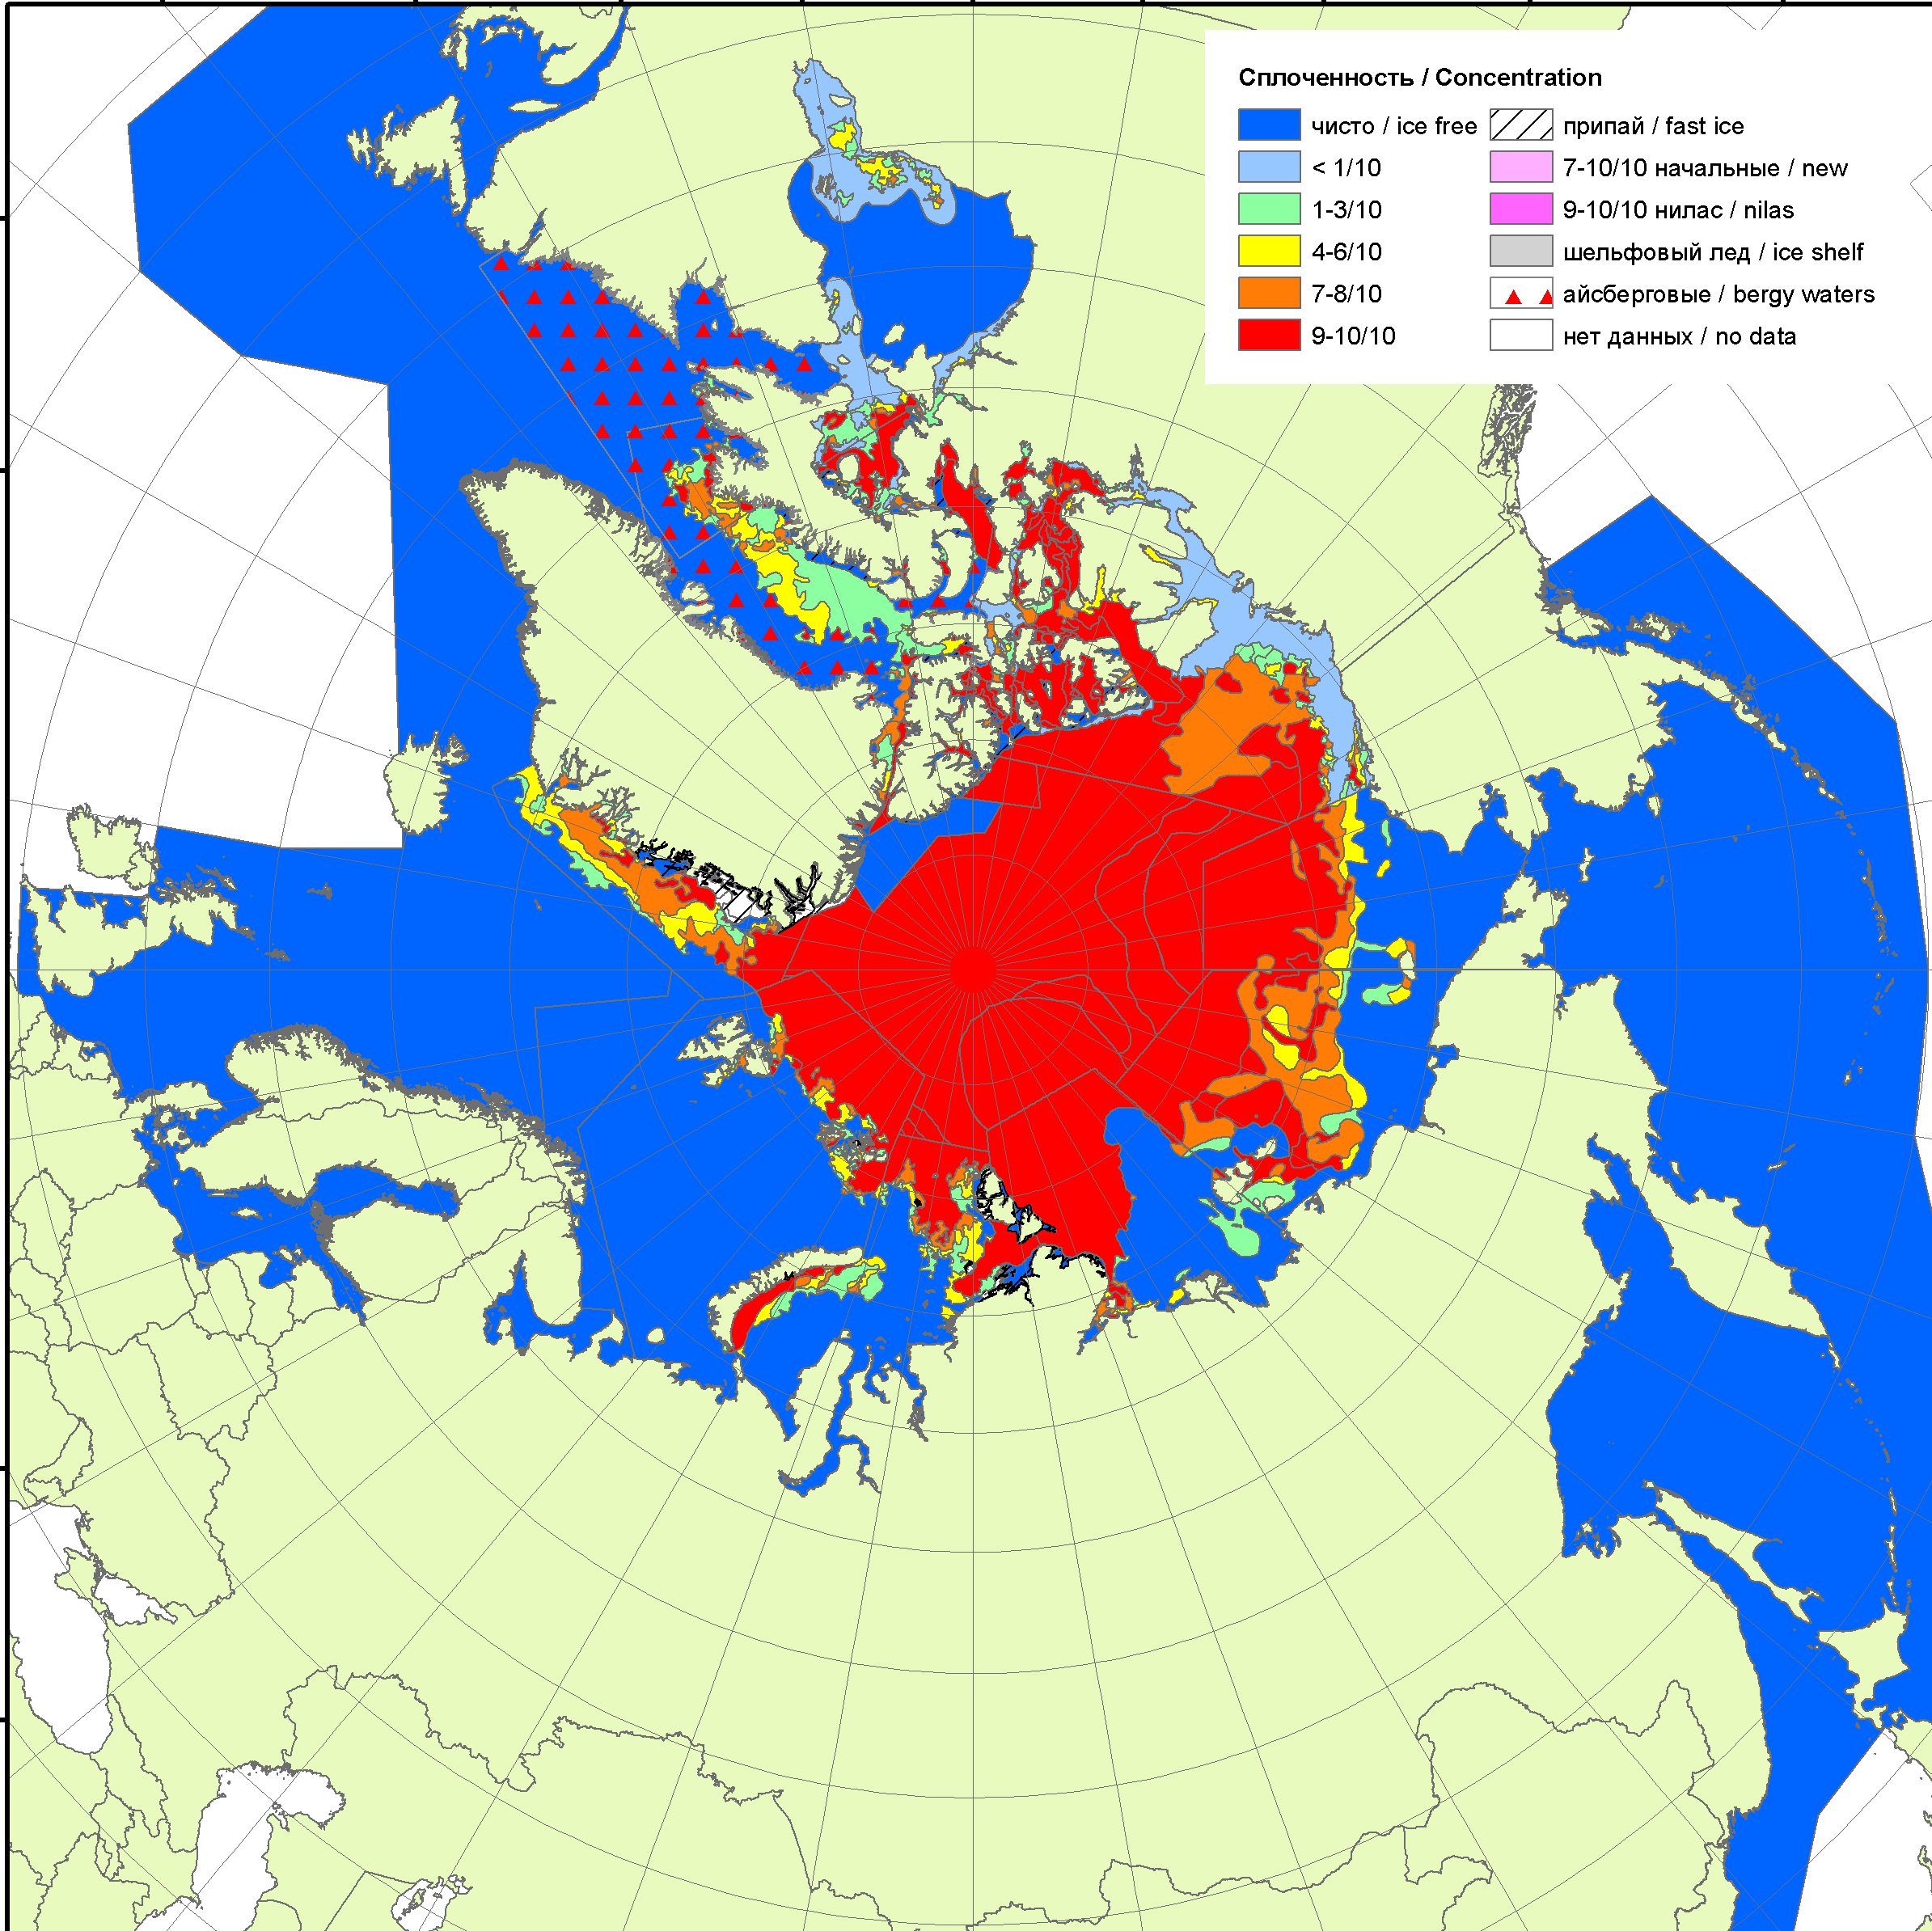 Сплоченность / Concentration
чисто / ice free
< 1/10
1-3/10
4-6/10
7-8/10
9-10/10
припай / fast ice
7-10/10 начальные / new
9-10/10 нилас / nilas
шельфовый лед / ice shelf
айсберговые / bergy waters
нет данных / no data